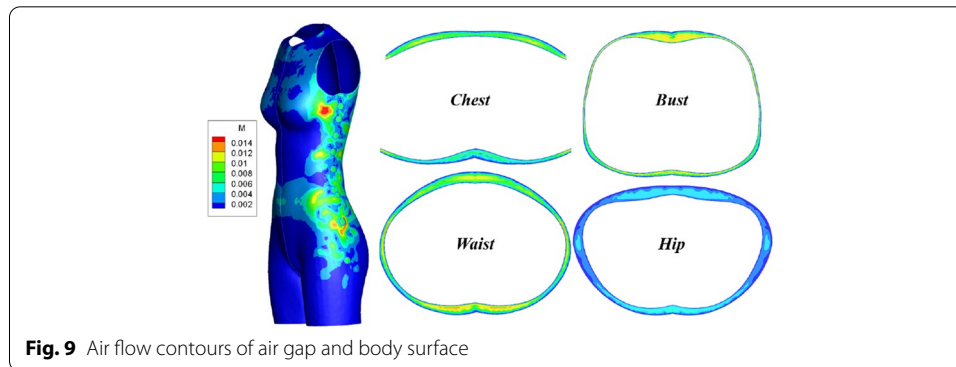 Chest
Bust
M
0.014
0.012
0.01
0.008
0.006
0.004
0.002
Waist
Hip
Fig. 9 Air flow contours of air gap and body surface